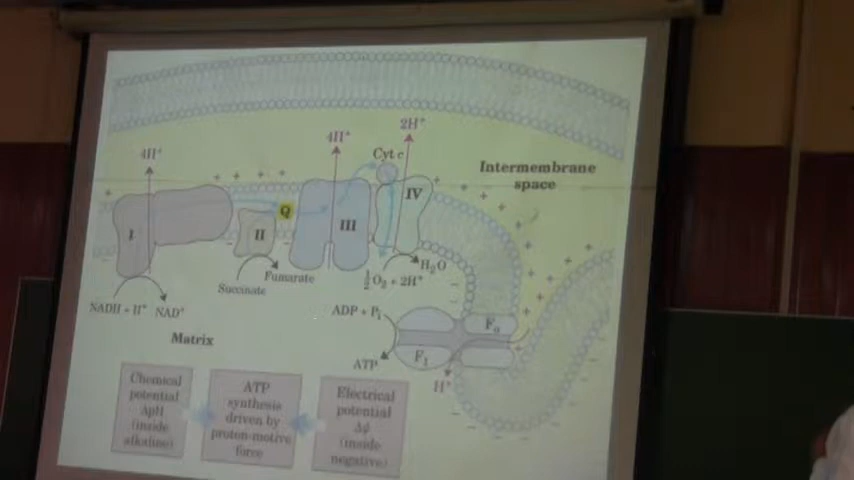 4H⁺
4H⁺
2H⁺
Cyt c
Intermembrane
space
IV
Q
I
II
III
Succinate
Fumarate
½O₂ + 2H⁺
H₂O
NADH + H⁺ NAD⁺
ADP + Pi
Fo
F1
ATP
H⁺
Matrix
Chemical
potential
ΔpH
(inside
alkaline)
ATP
synthesis
driven by
proton-motive
force
Electrical
potential
Δψ
(inside
negative)